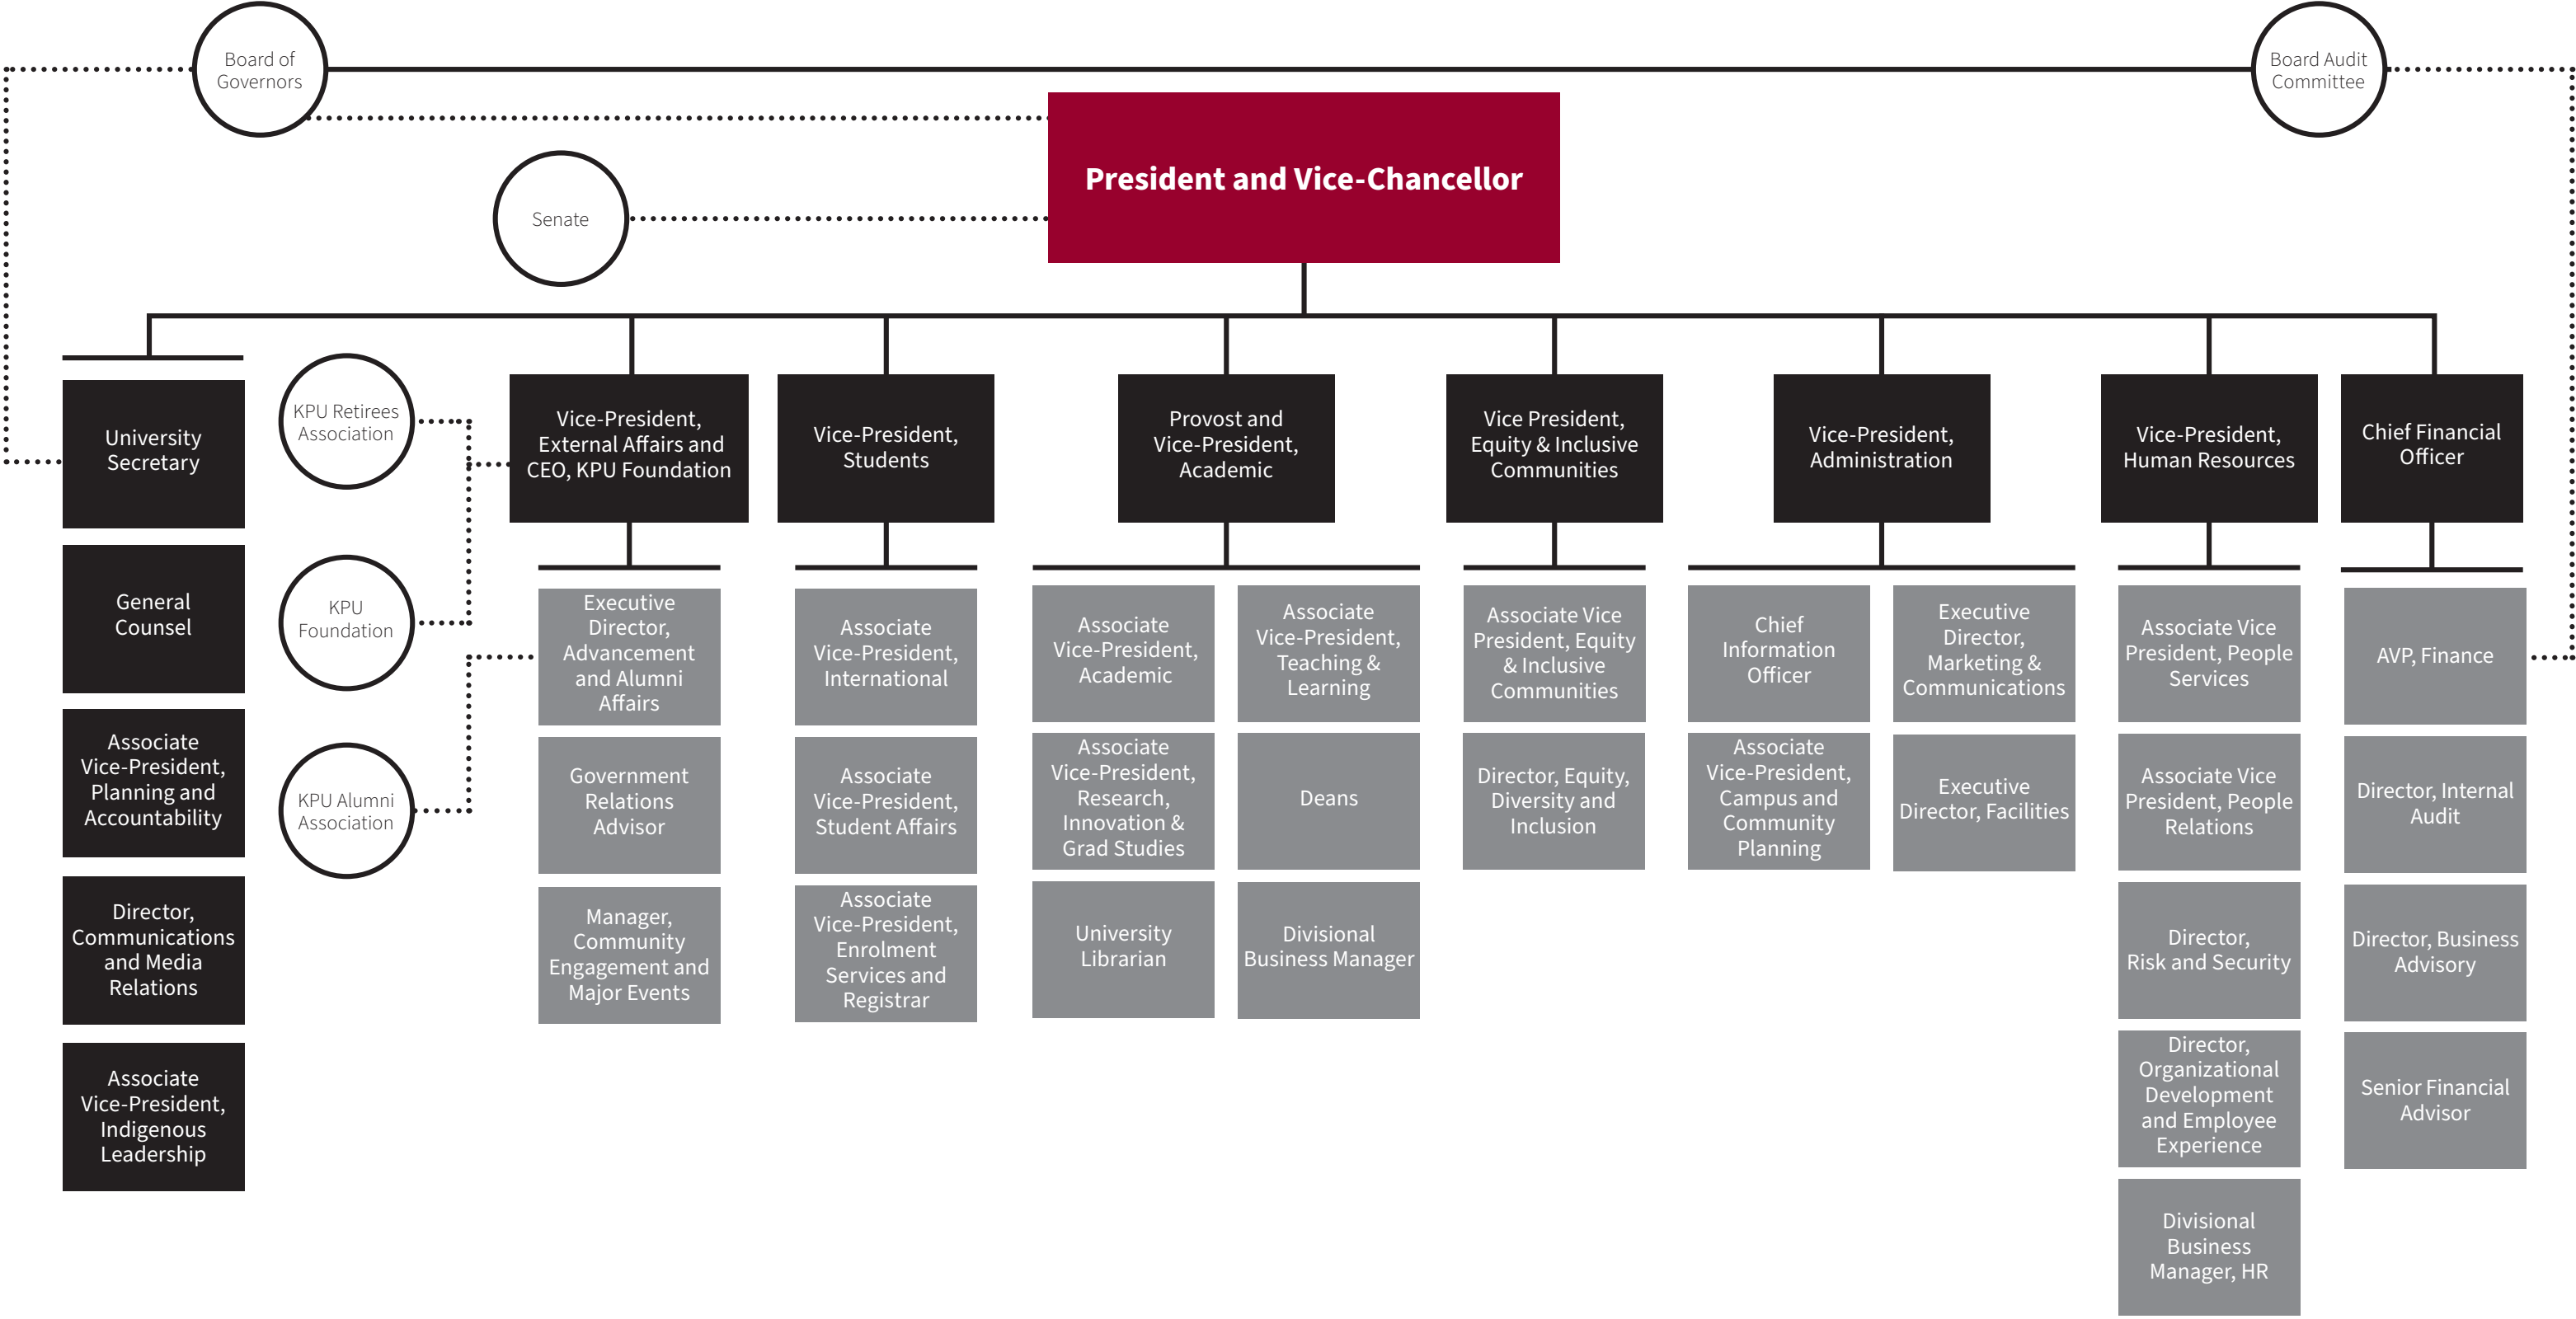 Board of
Governors
Board Audit
Committee
President and Vice-Chancellor
Senate
University
Secretary
General
Counsel
Associate
Vice-President,
Planning and
Accountability
Director,
Communications
and Media
Relations
Associate
Vice-President,
Indigenous
Leadership
KPU Retirees
Association
KPU
Foundation
KPU Alumni
Association
Vice-President,
External Affairs and
CEO, KPU Foundation
Executive
Director,
Advancement
and Alumni
Affairs
Government
Relations
Advisor
Manager,
Community
Engagement and
Major Events
Vice-President,
Students
Associate
Vice-President,
International
Associate
Vice-President,
Student Affairs
Associate
Vice-President,
Enrolment
Services and
Registrar
Provost and
Vice-President,
Academic
Associate
Vice-President,
Academic
Associate
Vice-President,
Research,
Innovation &
Grad Studies
University
Librarian
Associate
Vice-President,
Teaching &
Learning
Deans
Divisional
Business Manager
Vice President,
Equity & Inclusive
Communities
Associate Vice
President, Equity
& Inclusive
Communities
Director, Equity,
Diversity and
Inclusion
Vice-President,
Administration
Chief
Information
Officer
Associate
Vice-President,
Campus and
Community
Planning
Executive
Director,
Marketing &
Communications
Executive
Director, Facilities
Vice-President,
Human Resources
Associate Vice
President, People
Services
Associate Vice
President, People
Relations
Director,
Risk and Security
Director,
Organizational
Development
and Employee
Experience
Divisional
Business
Manager, HR
Chief Financial
Officer
AVP, Finance
Director, Internal
Audit
Director, Business
Advisory
Senior Financial
Advisor